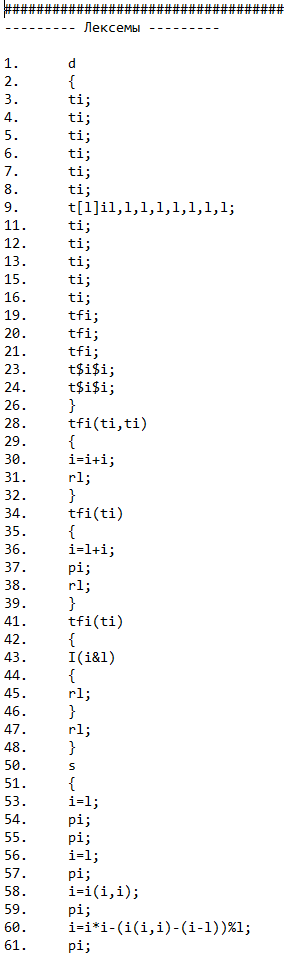 ###################################
--------- Лексемы ---------
1. d
2. {
3. ti;
4. ti;
5. ti;
6. ti;
7. ti;
8. ti;
9. t[l]il,l,l,l,l,l,l,l;
11. ti;
12. ti;
13. ti;
15. ti;
16. ti;
19. tfi;
20. tfi;
21. tfi;
23. t$i$i;
24. t$i$i;
26. }
28. tfi(ti,ti)
29. {
30. i=i+i;
31. rl;
32. }
34. tfi(ti)
35. {
36. i=l+i;
37. pi;
38. rl;
39. }
41. tfi(ti)
42. {
43. I(i&l)
44. {
45. rl;
46. }
47. rl;
48. }
50. s
51. {
53. i=l;
54. pi;
55. pi;
56. i=l;
57. pi;
58. i=i(i,i);
59. pi;
60. i=i*i-(i(i,i)-(i-l))%l;
61. pi;